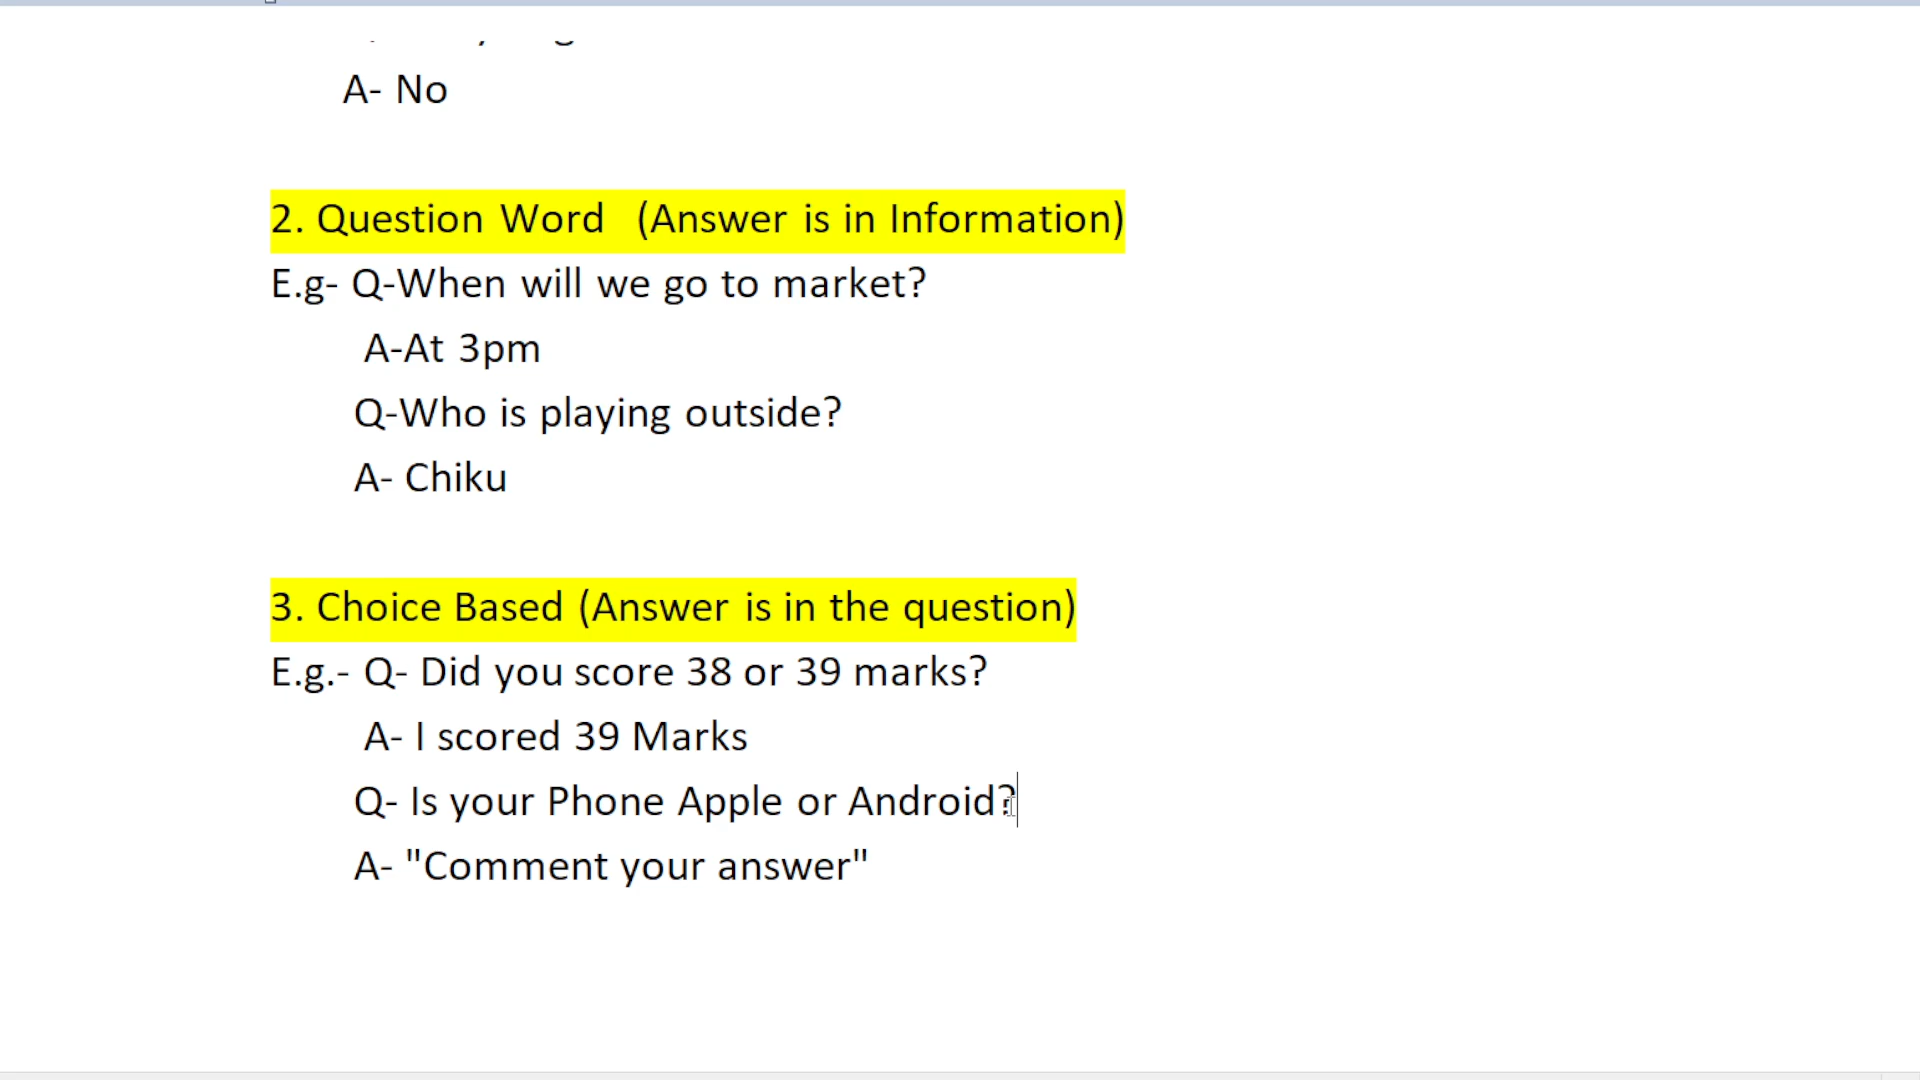 A- No
2. Question Word (Answer is in Information)
E.g- Q-When will we go to market?
A-At 3pm
Q-Who is playing outside?
A- Chiku
3. Choice Based (Answer is in the question)
E.g.- Q- Did you score 38 or 39 marks?
A- I scored 39 Marks
Q- Is your Phone Apple or Android?
A- "Comment your answer"